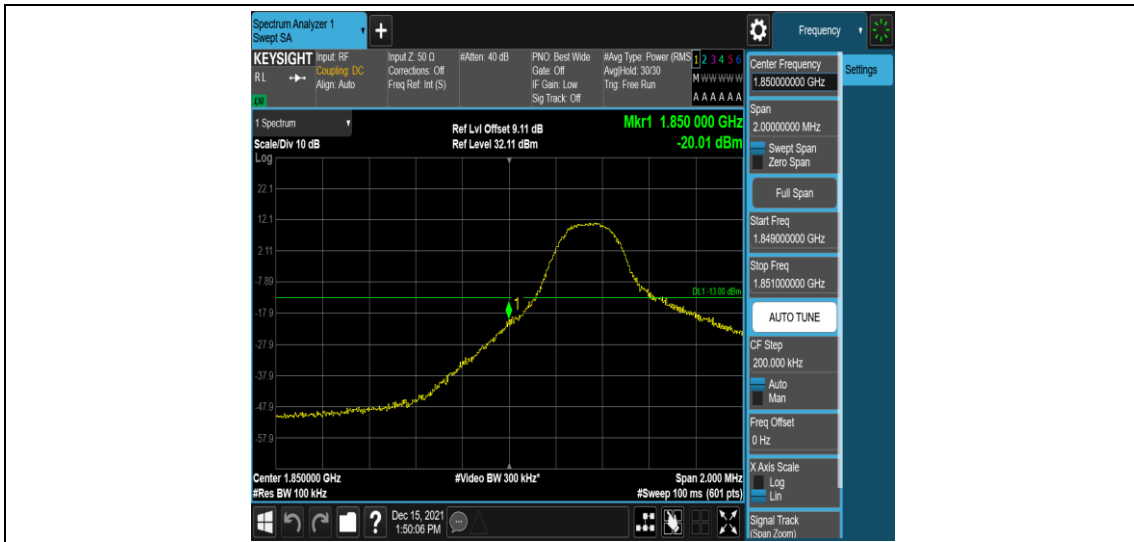 Spectrum Analyzer 1
Swept SA
+
Frequency
KEYSIGHT
RL
LXI
Input: RF
Coupling: DC
Align: Auto
Input Z: 50 Ω
Corrections: Off
Freq Ref: Int (S)
#Atten: 40 dB
PNO: Best Wide
Gate: Off
IF Gain: Low
Sig Track: Off
#Avg Type: Power (RMS
Avg|Hold: 30/30
Trig: Free Run
1 2 3 4 5 6
M W W W W W
A A A A A A
1 Spectrum
Scale/Div 10 dB
Ref Lvl Offset 9.11 dB
Ref Level 32.11 dBm
Mkr1 1.850 000 GHz
-20.01 dBm
Log
22.1
12.1
2.11
-7.89
-17.9
-27.9
-37.9
-47.9
-57.9
1
DL1 -13.00 dBm
Center 1.850000 GHz
#Res BW 100 kHz
#Video BW 300 kHz*
Span 2.000 MHz
#Sweep 100 ms (601 pts)
?
Dec 15, 2021
1:50:06 PM
Center Frequency
1.850000000 GHz
Settings
Span
2.00000000 MHz
Swept Span
Zero Span
Full Span
Start Freq
1.849000000 GHz
Stop Freq
1.851000000 GHz
AUTO TUNE
CF Step
200.000 kHz
Auto
Man
Freq Offset
0 Hz
X Axis Scale
Log
Lin
Signal Track
(Span Zoom)